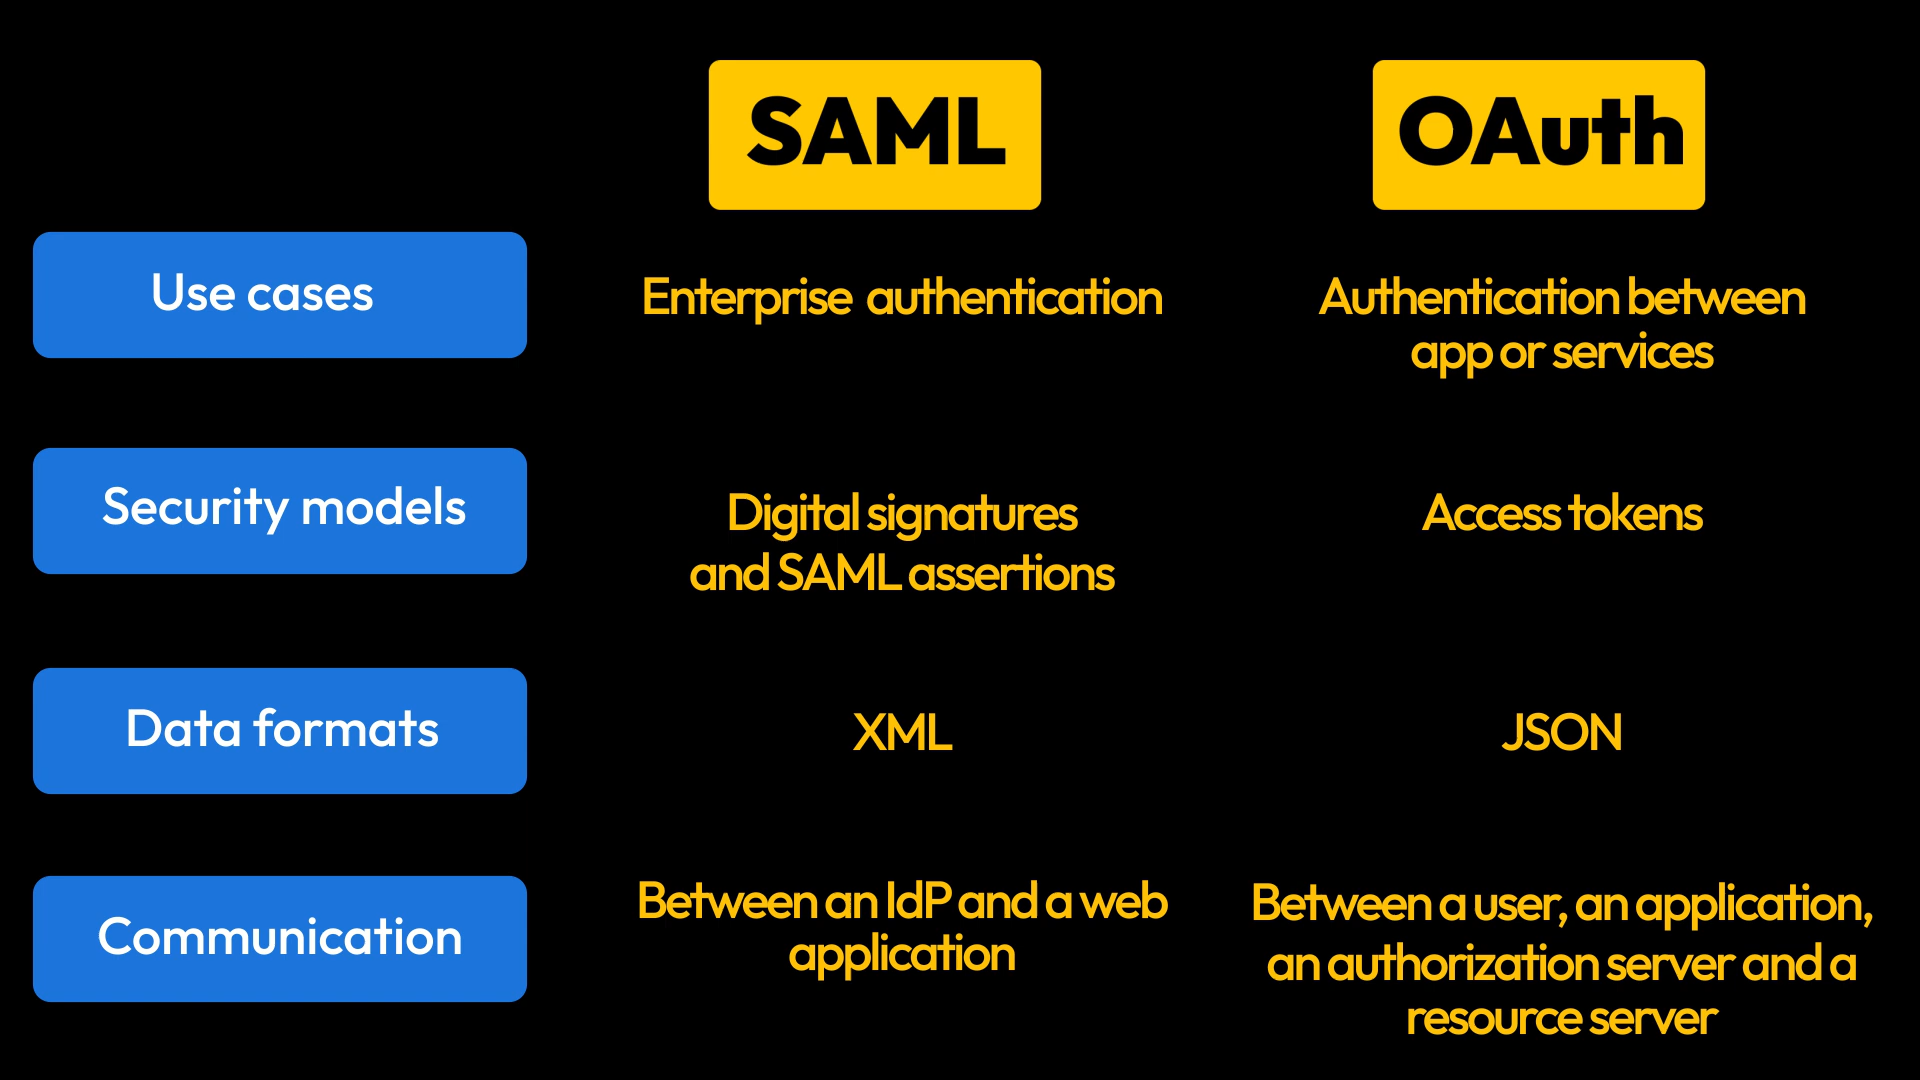 SAML
OAuth
Use cases
Enterprise authentication
Authentication between
app or services
Security models
Digital signatures
and SAML assertions
Access tokens
Data formats
XML
JSON
Communication
Between an IdP and a web
application
Between a user, an application,
an authorization server and a
resource server